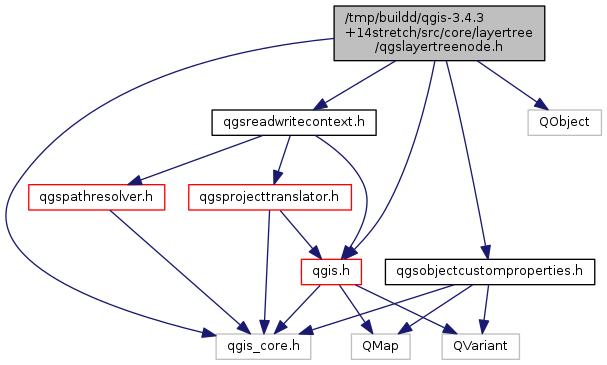 /tmp/buildd/qgis-3.4.3
+14stretch/src/core/layertree
/qgslayertreenode.h
qgsreadwritecontext.h
QObject
qgspathresolver.h
qgsprojecttranslator.h
qgis.h
qgsobjectcustomproperties.h
qgis_core.h
QMap
QVariant